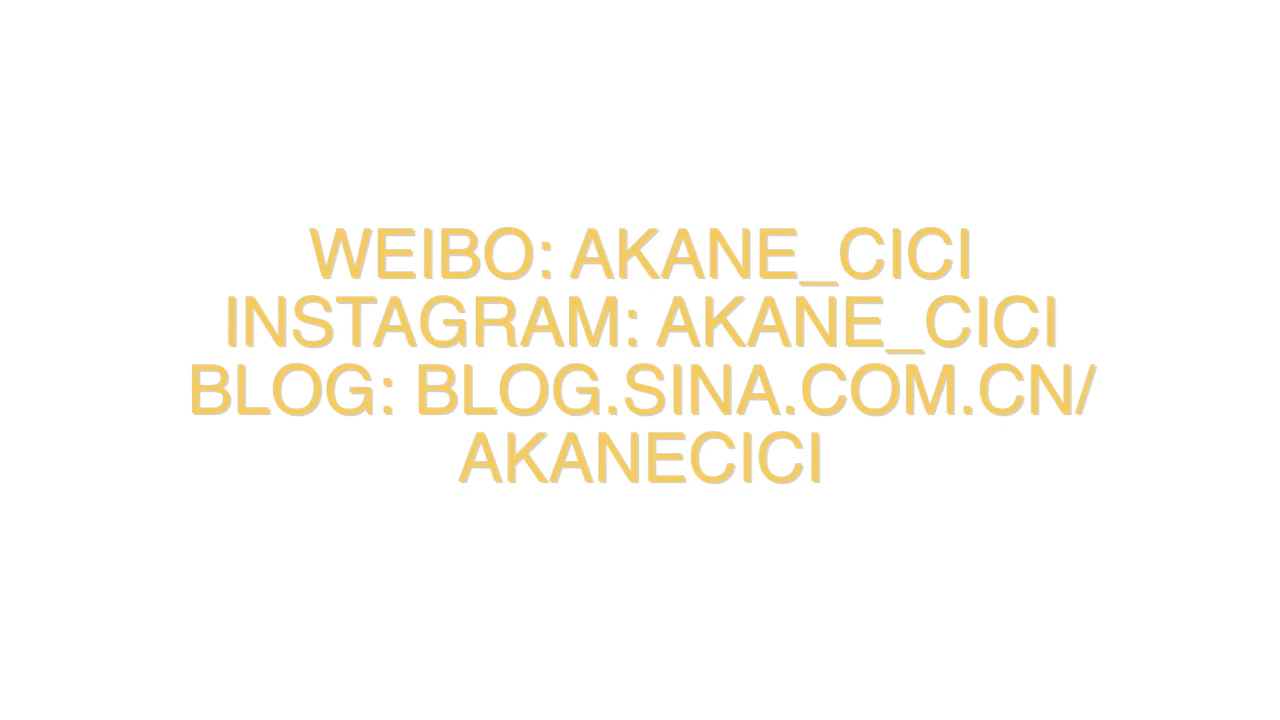 WEIBO: AKANE_CICI
INSTAGRAM: AKANE_CICI
BLOG: BLOG.SINA.COM.CN/
AKANECICI